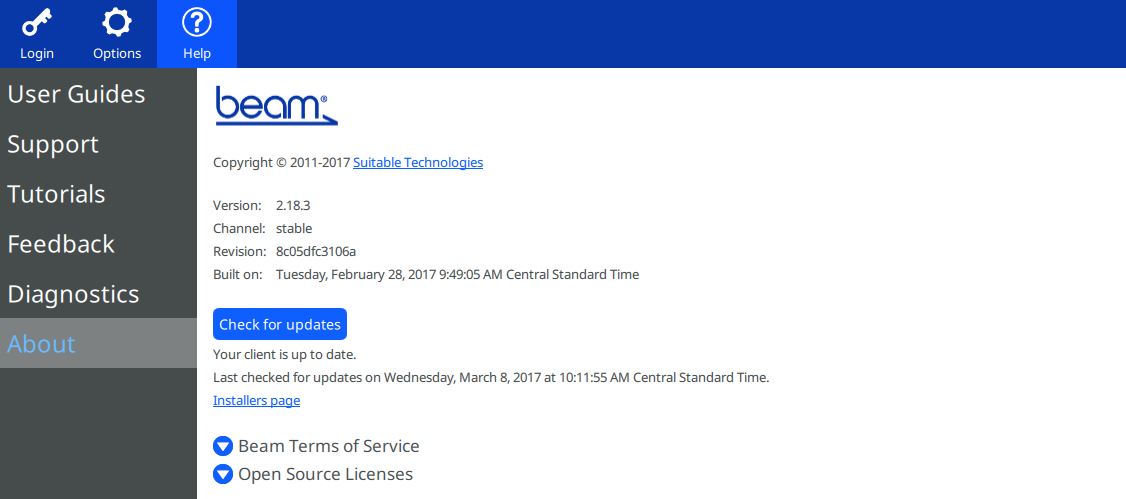 Login
Options
Help
User Guides
Support
Tutorials
Feedback
Diagnostics
About
beam®
Copyright © 2011-2017 Suitable Technologies
Version: 2.18.3
Channel: stable
Revision: 8c05dfc3106a
Built on: Tuesday, February 28, 2017 9:49:05 AM Central Standard Time
Check for updates
Your client is up to date.
Last checked for updates on Wednesday, March 8, 2017 at 10:11:55 AM Central Standard Time.
Installers page
Beam Terms of Service
Open Source Licenses